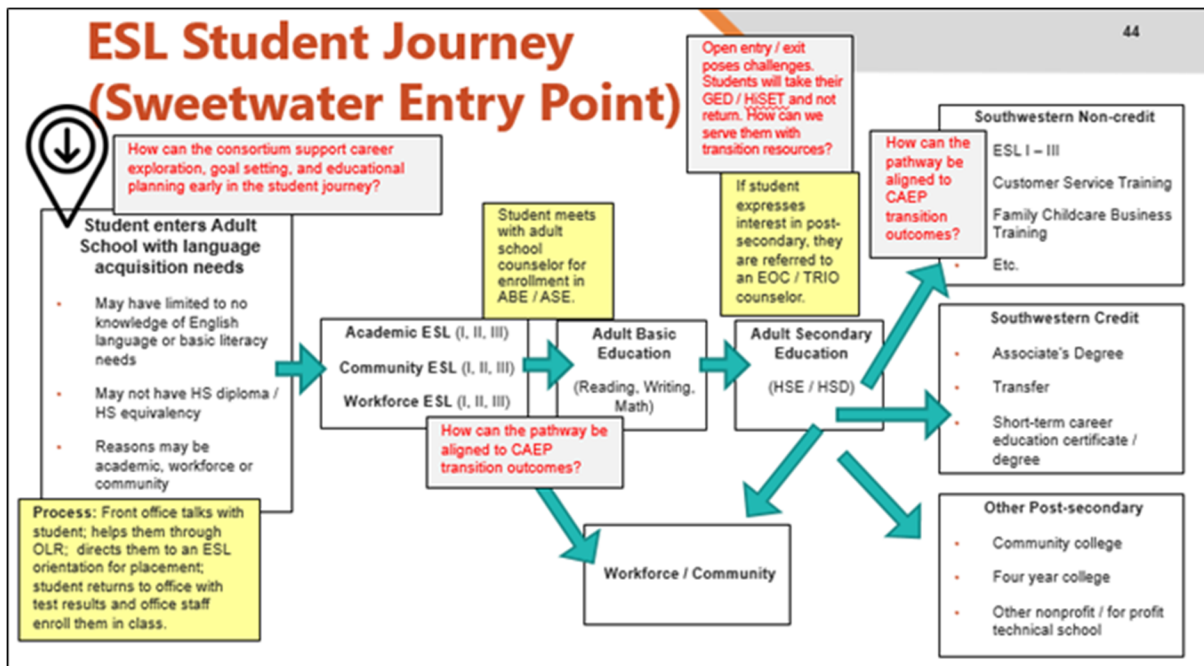 44
ESL Student Journey
(Sweetwater Entry Point)
Open entry / exit
poses challenges.
Students will take their
GED / HiSET and not
return. How can we
serve them with
transition resources?
How can the consortium support career
exploration, goal setting, and educational
planning early in the student journey?
Student enters Adult
School with language
acquisition needs
• May have limited to no
knowledge of English
language or basic literacy
needs
• May not have HS diploma /
HS equivalency
• Reasons may be
academic, workforce or
community
Process: Front office talks with
student; helps them through
OLR; directs them to an ESL
orientation for placement;
student returns to office with
test results and office staff
enroll them in class.
Academic ESL (I, II, III)
Community ESL (I, II, III)
Workforce ESL (I, II, III)
How can the pathway be
aligned to CAEP
transition outcomes?
Student meets
with adult school
counselor for
enrollment in
ABE / ASE.
Adult Basic
Education
(Reading, Writing,
Math)
If student
expresses
interest in post-
secondary, they
are referred to
an EOC / TRIO
counselor.
Adult Secondary
Education
(HSE / HSD)
Workforce / Community
How can the
pathway be
aligned to
CAEP
transition
outcomes?
Southwestern Non-credit
ESL I – III
Customer Service Training
Family Childcare Business
Training
• Etc.
Southwestern Credit
• Associate's Degree
• Transfer
• Short-term career
education certificate /
degree
Other Post-secondary
• Community college
• Four year college
• Other nonprofit / for profit
technical school